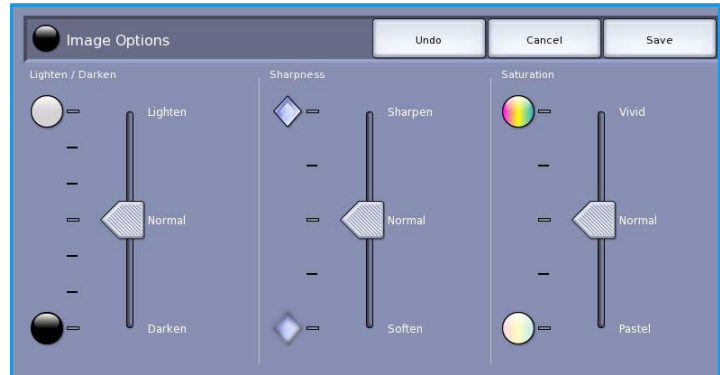 Image Options
Undo
Cancel
Save
Lighten / Darken
Sharpness
Saturation
Lighten
Sharpen
Vivid
Normal
Normal
Normal
Darken
Soften
Pastel